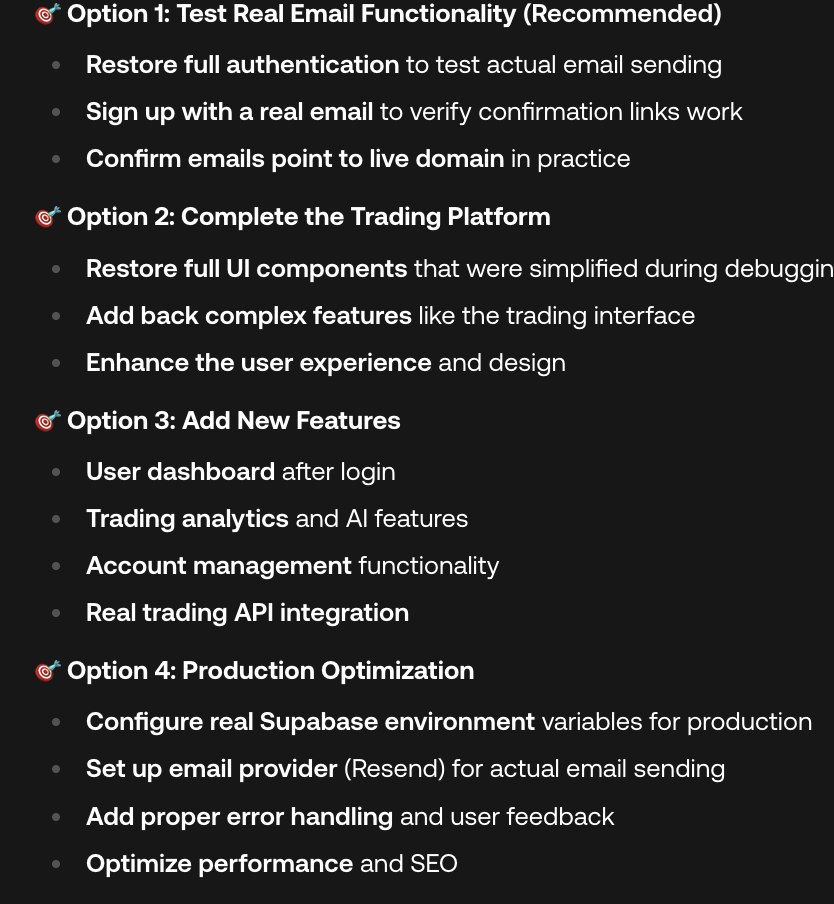 🎯 Option 1: Test Real Email Functionality (Recommended)
Restore full authentication to test actual email sending
Sign up with a real email to verify confirmation links work
Confirm emails point to live domain in practice
🎯 Option 2: Complete the Trading Platform
Restore full UI components that were simplified during debuggin
Add back complex features like the trading interface
Enhance the user experience and design
🎯 Option 3: Add New Features
User dashboard after login
Trading analytics and AI features
Account management functionality
Real trading API integration
🎯 Option 4: Production Optimization
Configure real Supabase environment variables for production
Set up email provider (Resend) for actual email sending
Add proper error handling and user feedback
Optimize performance and SEO